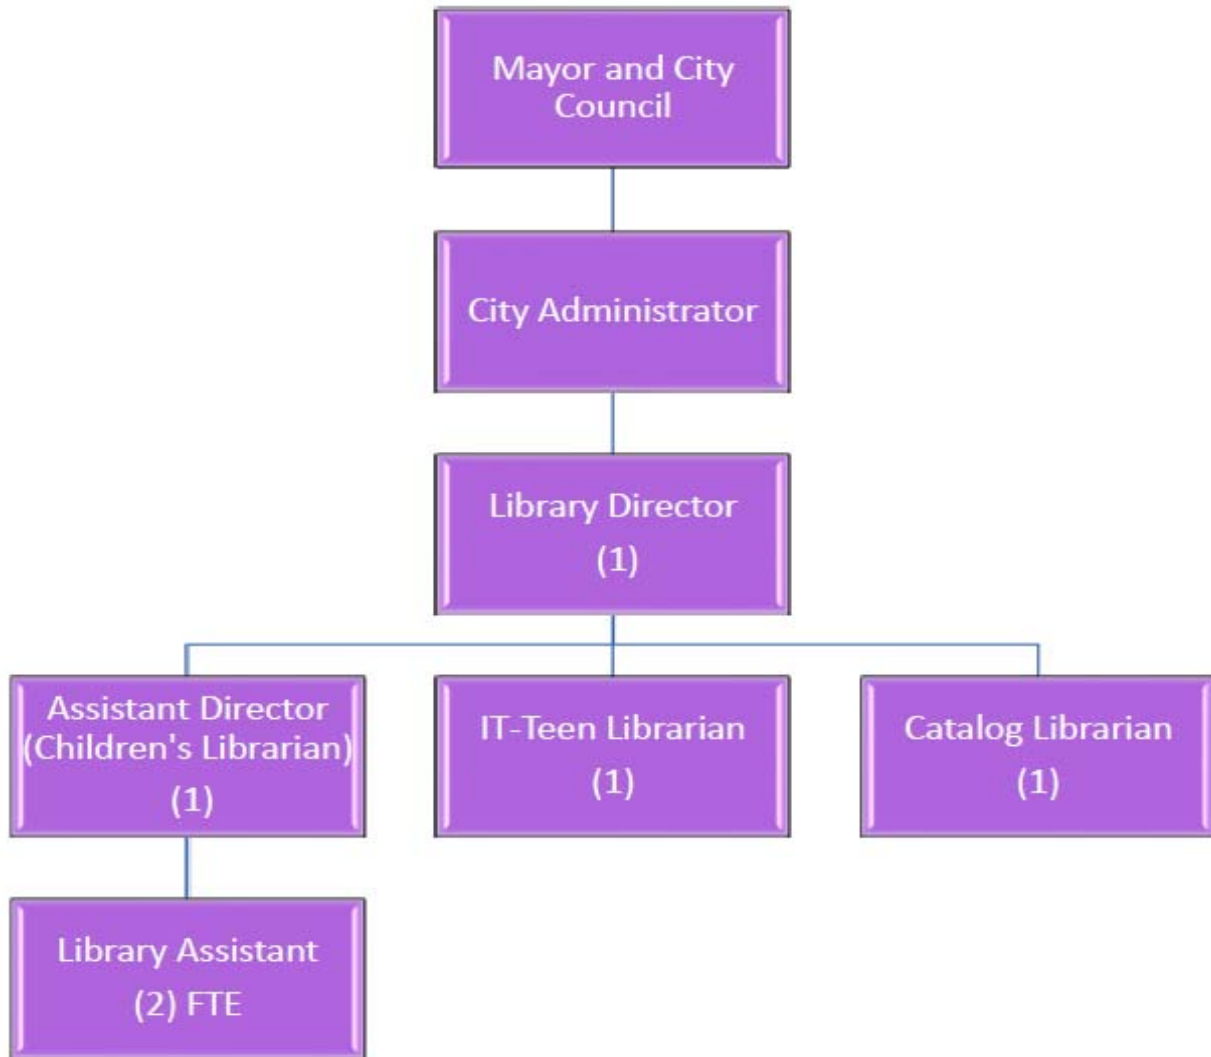 Mayor and City
Council
City Administrator
Library Director
(1)
Assistant Director
(Children's Librarian)
(1)
IT-Teen Librarian
(1)
Catalog Librarian
(1)
Library Assistant
(2) FTE